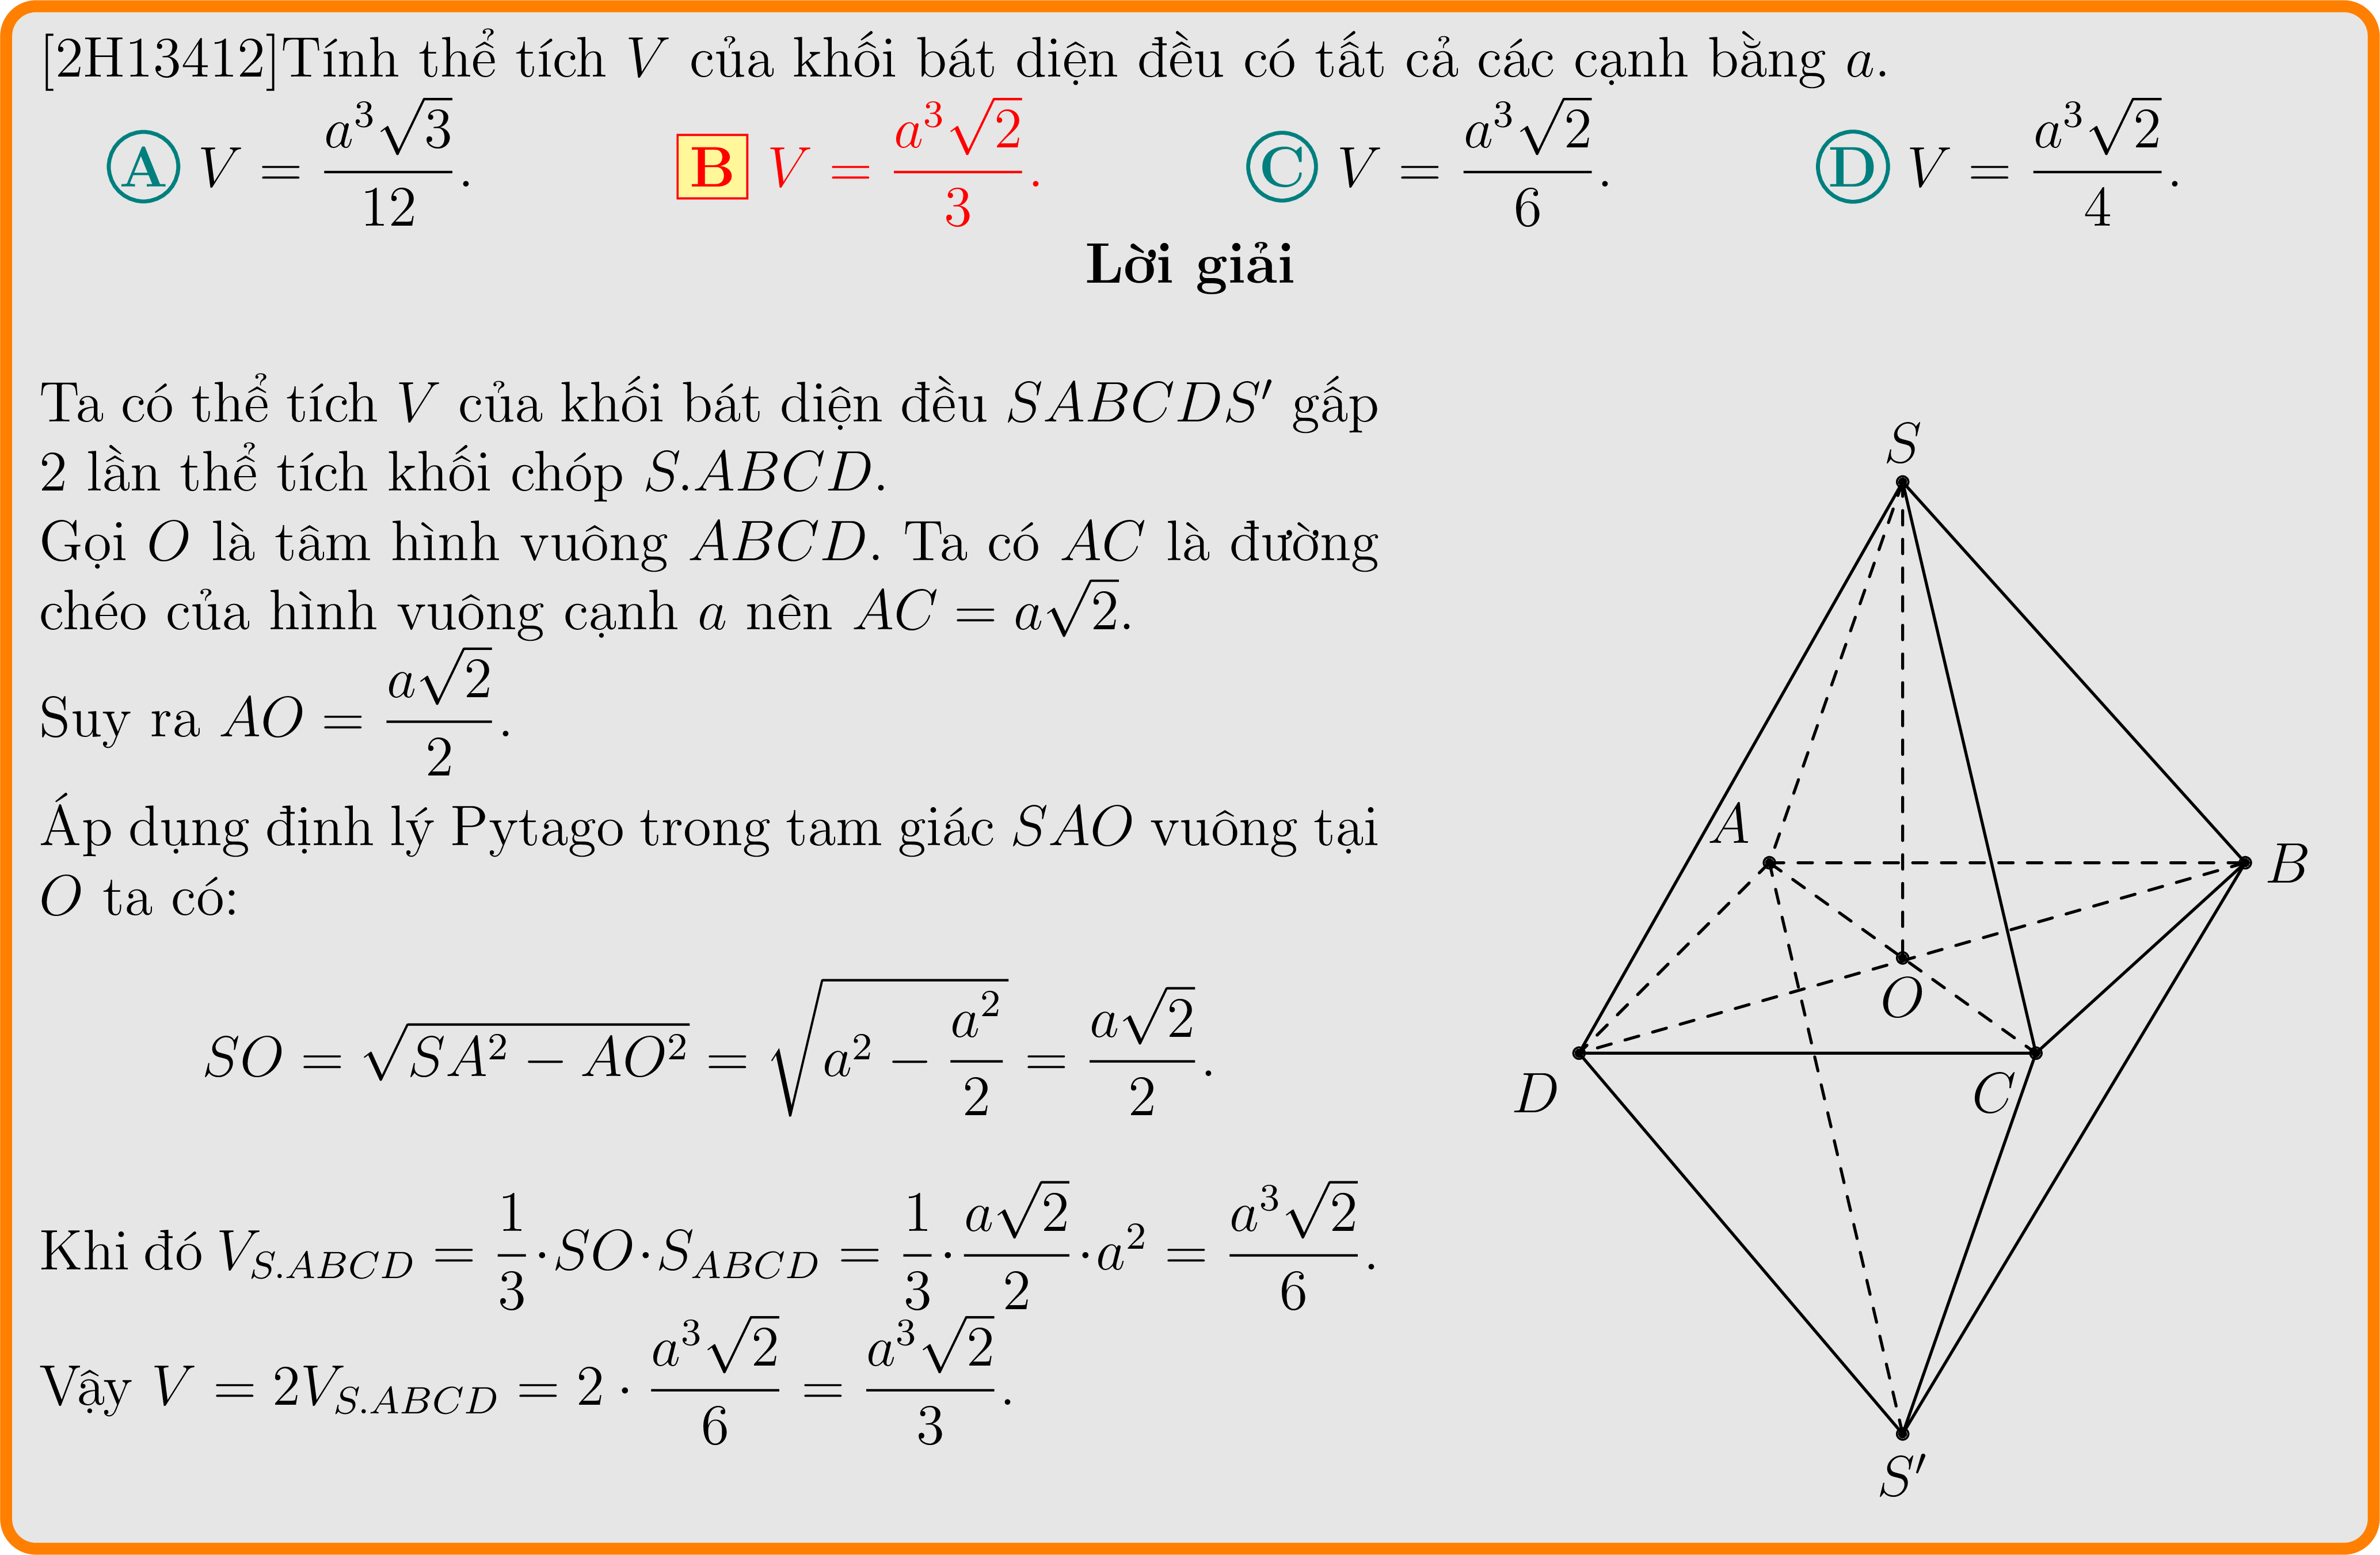 [2H13412]Tính thể tích V của khối bát diện đều có tất cả các cạnh bằng a.
A V = \frac{a^3\sqrt{3}}{12}. B V = \frac{a^3\sqrt{2}}{3}. C V = \frac{a^3\sqrt{2}}{6}. D V = \frac{a^3\sqrt{2}}{4}.
Lời giải
Ta có thể tích V của khối bát diện đều SABCDS′ gấp
2 lần thể tích khối chóp S.ABCD.
Gọi O là tâm hình vuông ABCD. Ta có AC là đường
chéo của hình vuông cạnh a nên AC = a\sqrt{2}.
Suy ra AO = \frac{a\sqrt{2}}{2}.
Áp dụng định lý Pytago trong tam giác SAO vuông tại
O ta có:
SO = \sqrt{SA^2 − AO^2} = \sqrt{a^2 − \frac{a^2}{2}} = \frac{a\sqrt{2}}{2}.
Khi đó V_{S.ABCD} = \frac{1}{3}·SO·S_{ABCD} = \frac{1}{3}·\frac{a\sqrt{2}}{2}·a^2 = \frac{a^3\sqrt{2}}{6}.
Vậy V = 2V_{S.ABCD} = 2 · \frac{a^3\sqrt{2}}{6} = \frac{a^3\sqrt{2}}{3}.
S
A
B
O
D
C
S′